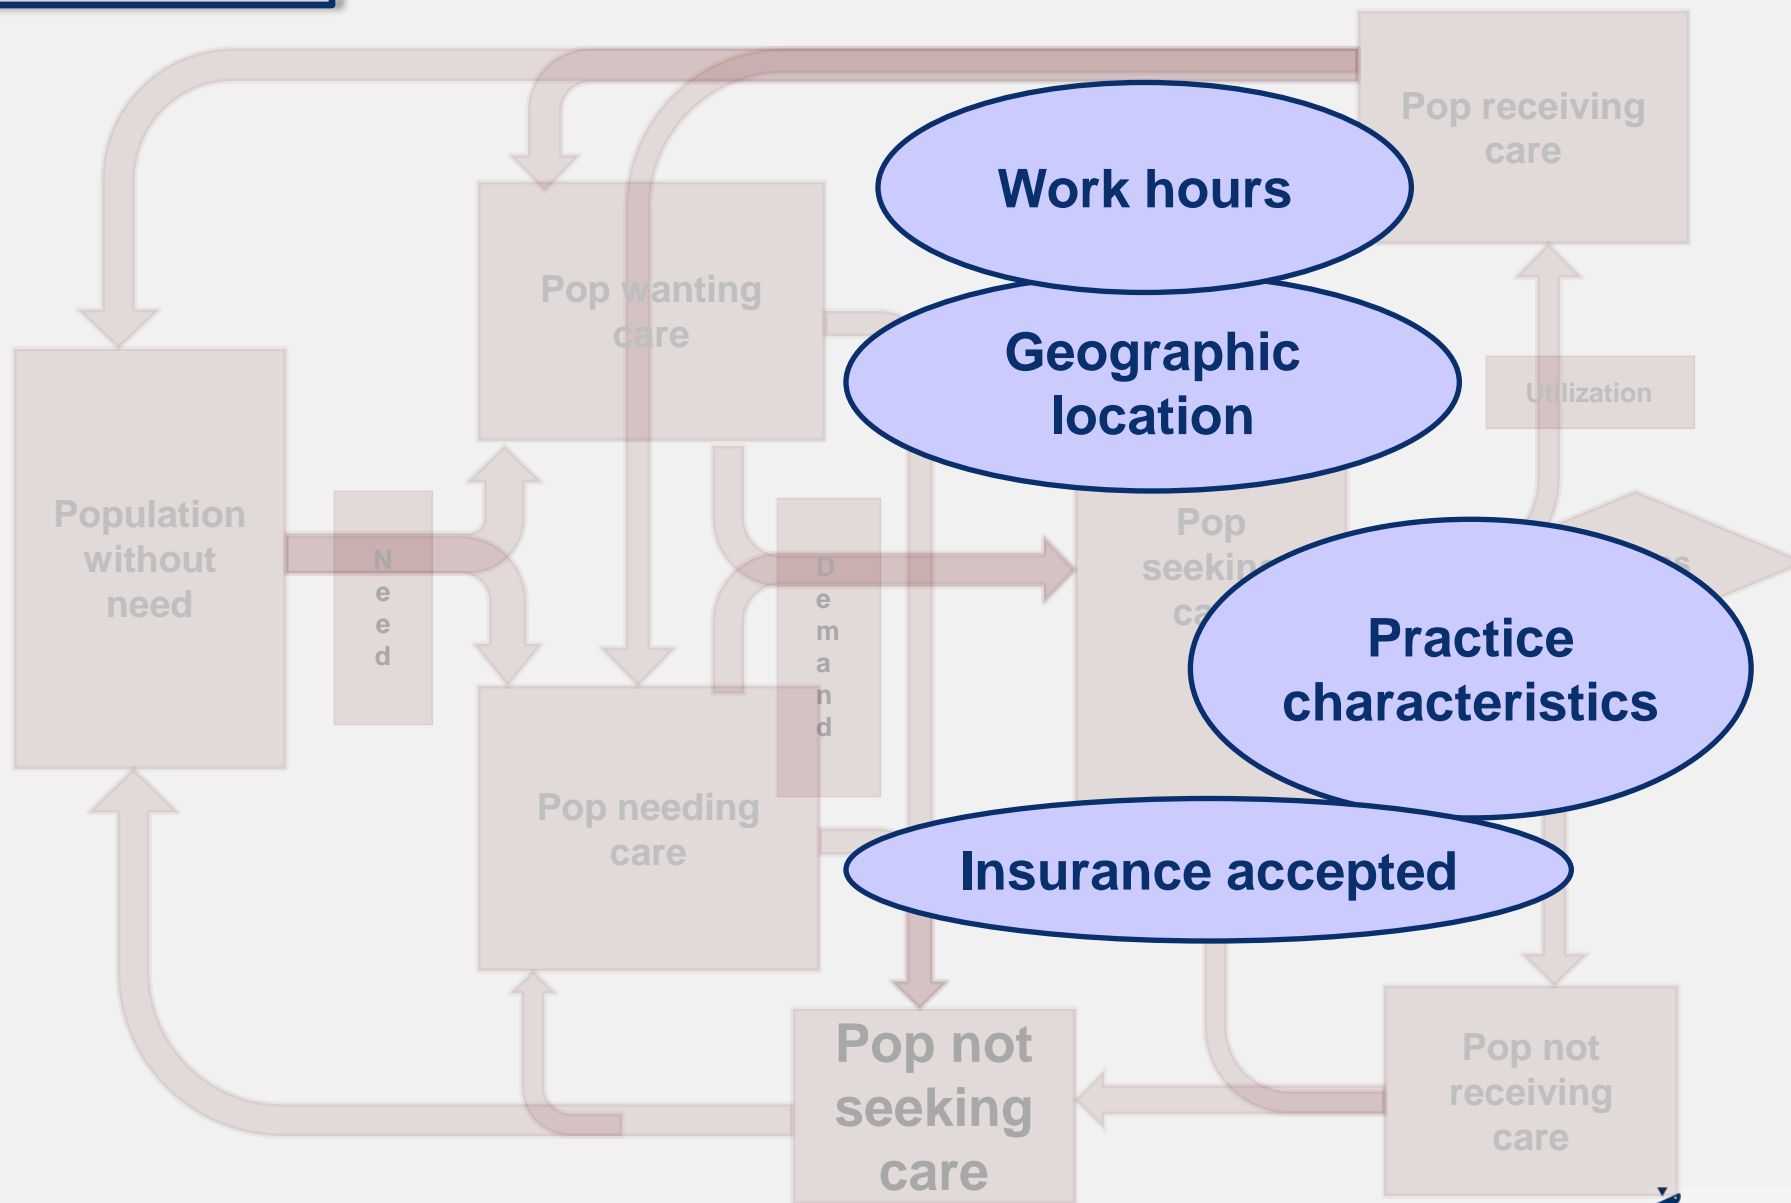 Pop receiving
care
Work hours
Pop wanting
care
Geographic
location
Utilization
Population
without
need
N
e
e
d
D
e
m
a
n
d
Pop
Practice
characteristics
Pop needing
care
Insurance accepted
Pop not
seeking
care
Pop not
receiving
care